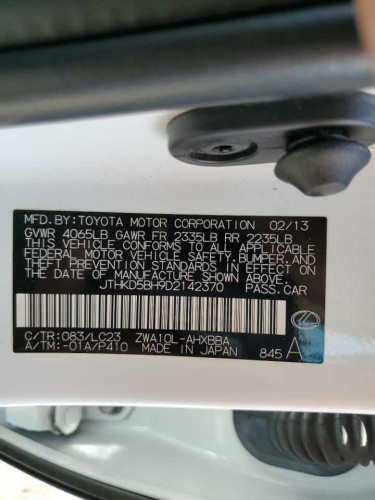 MFD.BY:TOYOTA MOTOR CORPORATION 02/13
GVWR 4065LB GAWR FR 2335LB RR 2235LB
THIS VEHICLE CONFORMS TO ALL APPLICABLE
FEDERAL MOTOR VEHICLE SAFETY,BUMPER,AND
THEFT PREVENTION STANDARDS IN EFFECT ON
THE DATE OF MANUFACTURE SHOWN ABOVE.
JTHKD5BH9D2142370 PASS.CAR
C/TR:083/LC23 ZWA10L-AHXBBA
A/TM:-01A/P410 MADE IN JAPAN 845 A